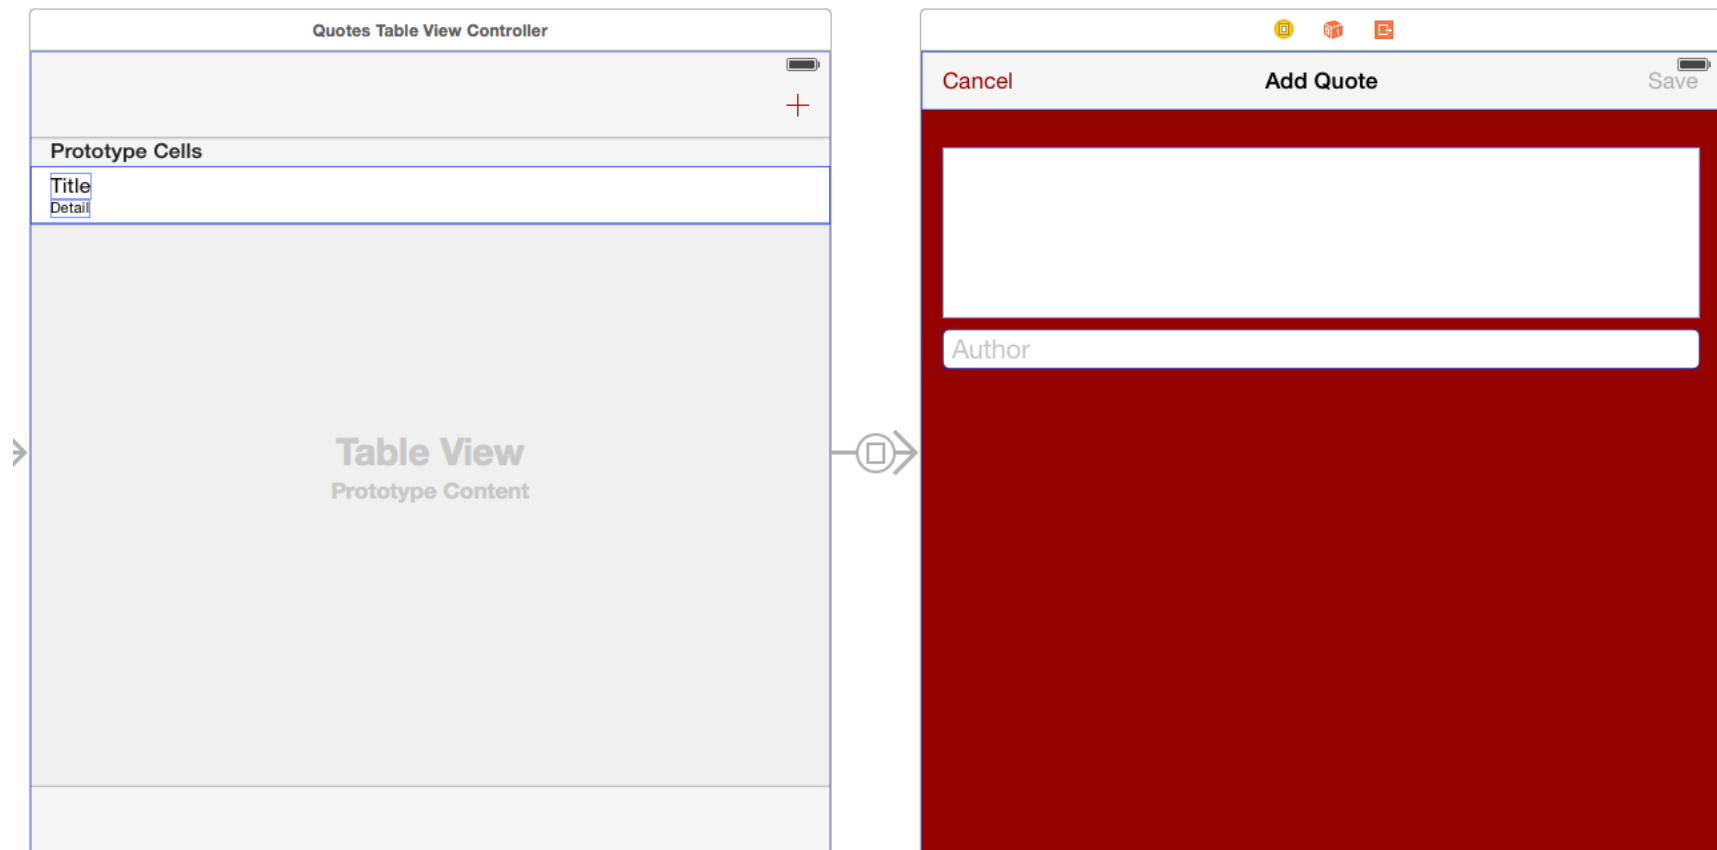 Quotes Table View Controller
Prototype Cells
Title
Detail
Table View
Prototype Content
Cancel
Add Quote
Save
Author